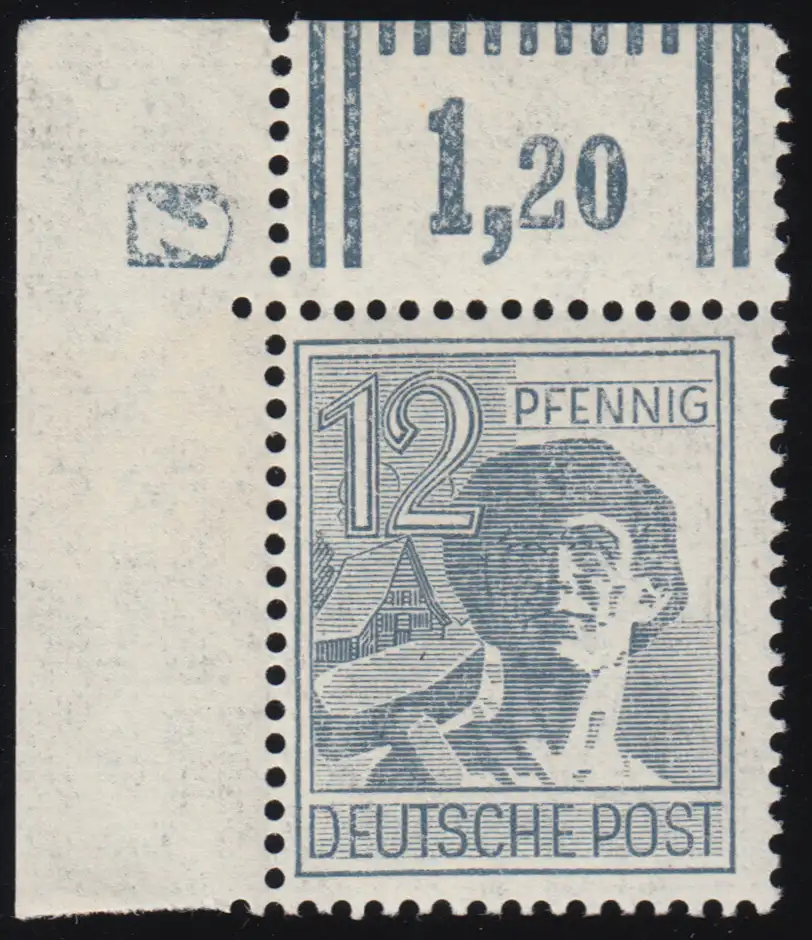 1,20
12 PFENNIG
DEUTSCHE POST